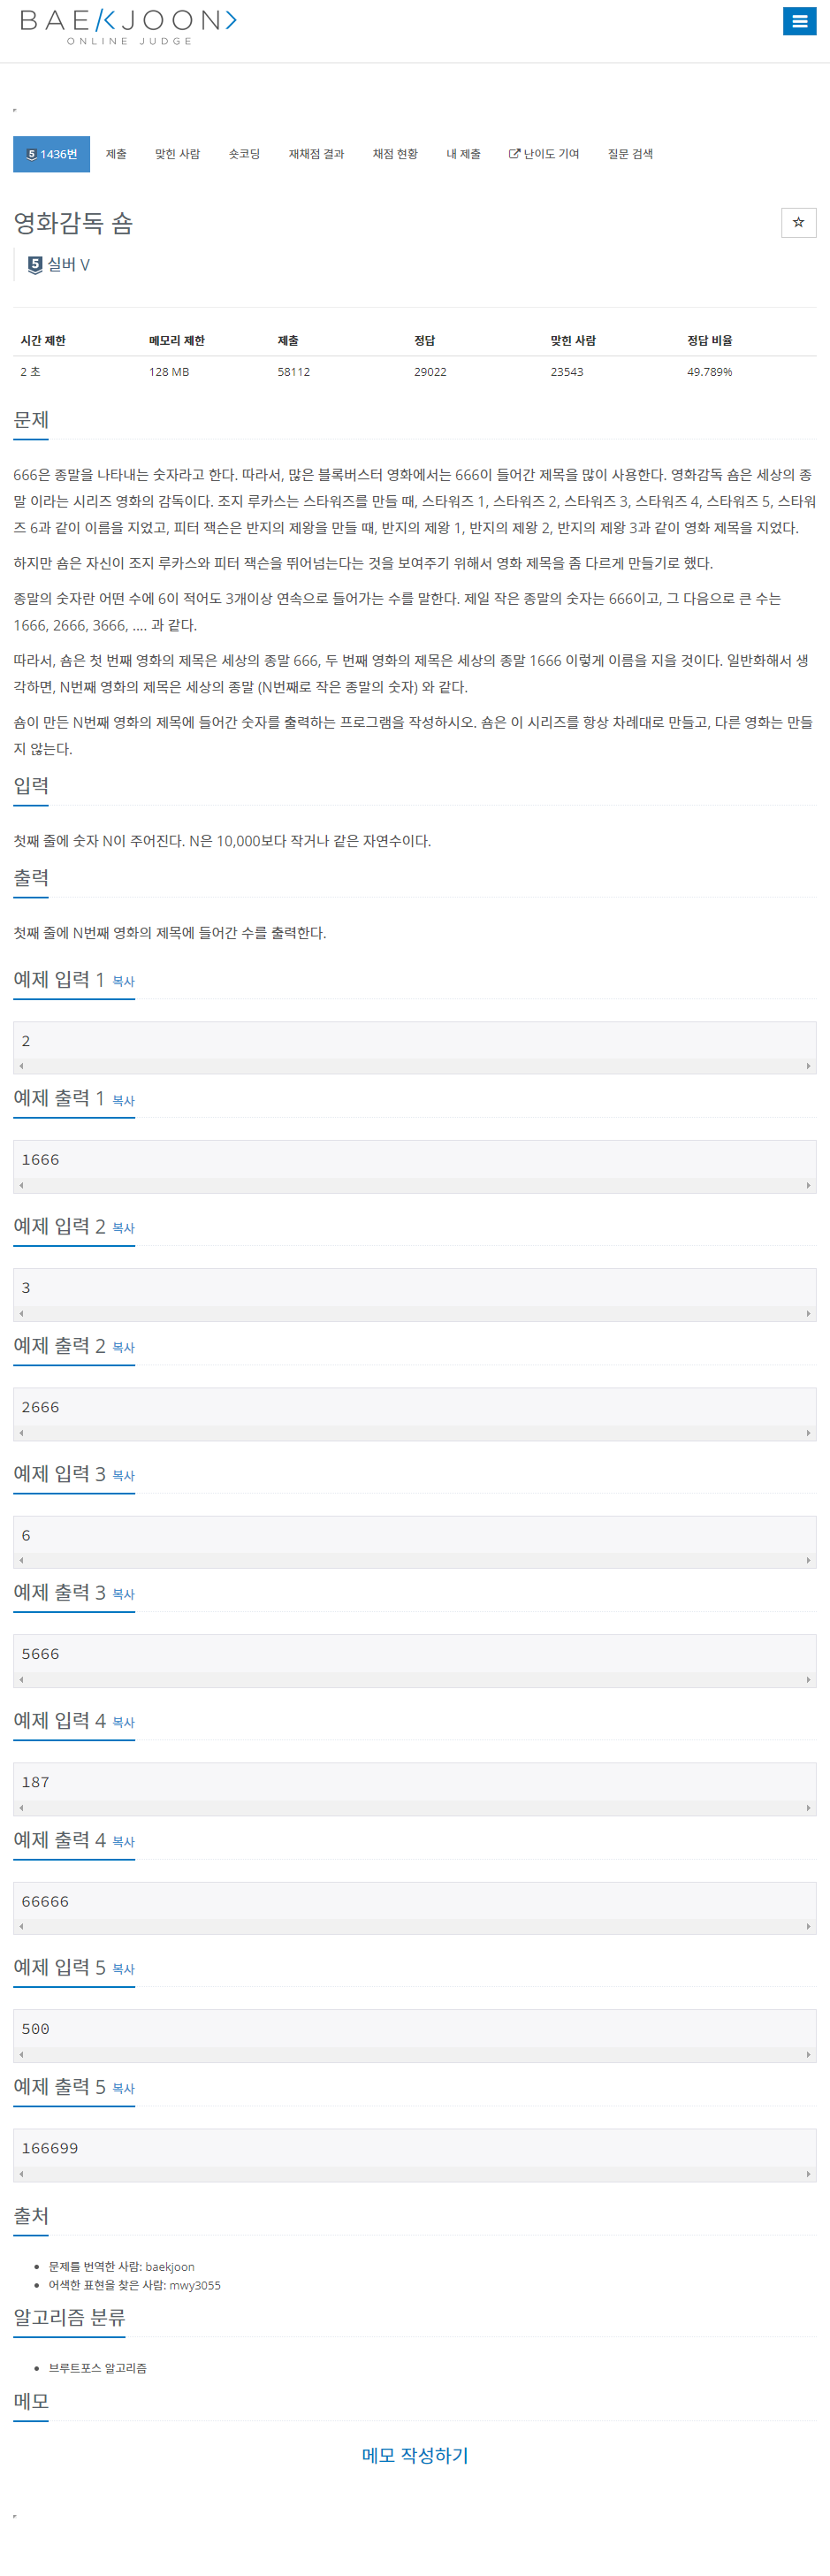 BAEKJOON
ONLINE JUDGE
5 1436번 제출 맞힌 사람 숏코딩 재채점 결과 채점 현황 내 제출 난이도 기여 질문 검색
영화감독 숌
5 실버 V
시간 제한 메모리 제한 제출 정답 맞힌 사람 정답 비율
2 초 128 MB 58112 29022 23543 49.789%
문제
666은 종말을 나타내는 숫자라고 한다. 따라서, 많은 블록버스터 영화에서는 666이 들어간 제목을 많이 사용한다. 영화감독 숌은 세상의 종
말 이라는 시리즈 영화의 감독이다. 조지 루카스는 스타워즈를 만들 때, 스타워즈 1, 스타워즈 2, 스타워즈 3, 스타워즈 4, 스타워즈 5, 스타워
즈 6과 같이 이름을 지었고, 피터 잭슨은 반지의 제왕을 만들 때, 반지의 제왕 1, 반지의 제왕 2, 반지의 제왕 3과 같이 영화 제목을 지었다.
하지만 숌은 자신이 조지 루카스와 피터 잭슨을 뛰어넘는다는 것을 보여주기 위해서 영화 제목을 좀 다르게 만들기로 했다.
종말의 숫자란 어떤 수에 6이 적어도 3개이상 연속으로 들어가는 수를 말한다. 제일 작은 종말의 숫자는 666이고, 그 다음으로 큰 수는
1666, 2666, 3666, .... 과 같다.
따라서, 숌은 첫 번째 영화의 제목은 세상의 종말 666, 두 번째 영화의 제목은 세상의 종말 1666 이렇게 이름을 지을 것이다. 일반화해서 생
각하면, N번째 영화의 제목은 세상의 종말 (N번째로 작은 종말의 숫자) 와 같다.
숌이 만든 N번째 영화의 제목에 들어간 숫자를 출력하는 프로그램을 작성하시오. 숌은 이 시리즈를 항상 차례대로 만들고, 다른 영화는 만들
지 않는다.
입력
첫째 줄에 숫자 N이 주어진다. N은 10,000보다 작거나 같은 자연수이다.
출력
첫째 줄에 N번째 영화의 제목에 들어간 수를 출력한다.
예제 입력 1 복사
2
예제 출력 1 복사
1666
예제 입력 2 복사
3
예제 출력 2 복사
2666
예제 입력 3 복사
6
예제 출력 3 복사
5666
예제 입력 4 복사
187
예제 출력 4 복사
66666
예제 입력 5 복사
500
예제 출력 5 복사
166699
출처
문제를 번역한 사람: baekjoon
어색한 표현을 찾은 사람: mwy3055
알고리즘 분류
브루트포스 알고리즘
메모
메모 작성하기